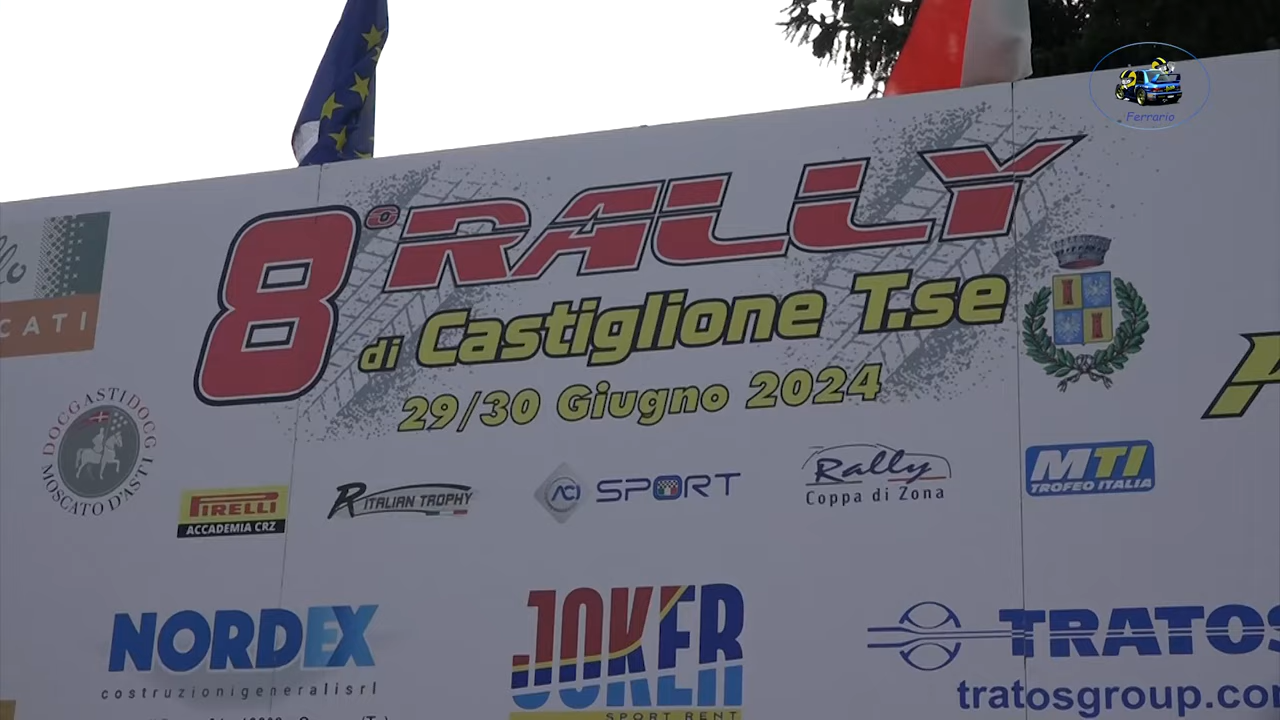 Ferrario
8° RALLY
di Castiglione T.se
29/30 Giugno 2024
CATI
DOCG ASTI DOCG
MOSCATO D'ASTI
PIRELLI
ACCADEMIA CRZ
R ITALIAN TROPHY
ACI SPORT
Rally
Coppa di Zona
MTI
TROFEO ITALIA
NORDEX
costruzionigeneralisrl
JOKER
SPORT RENT
TRATOS
tratosgroup.co